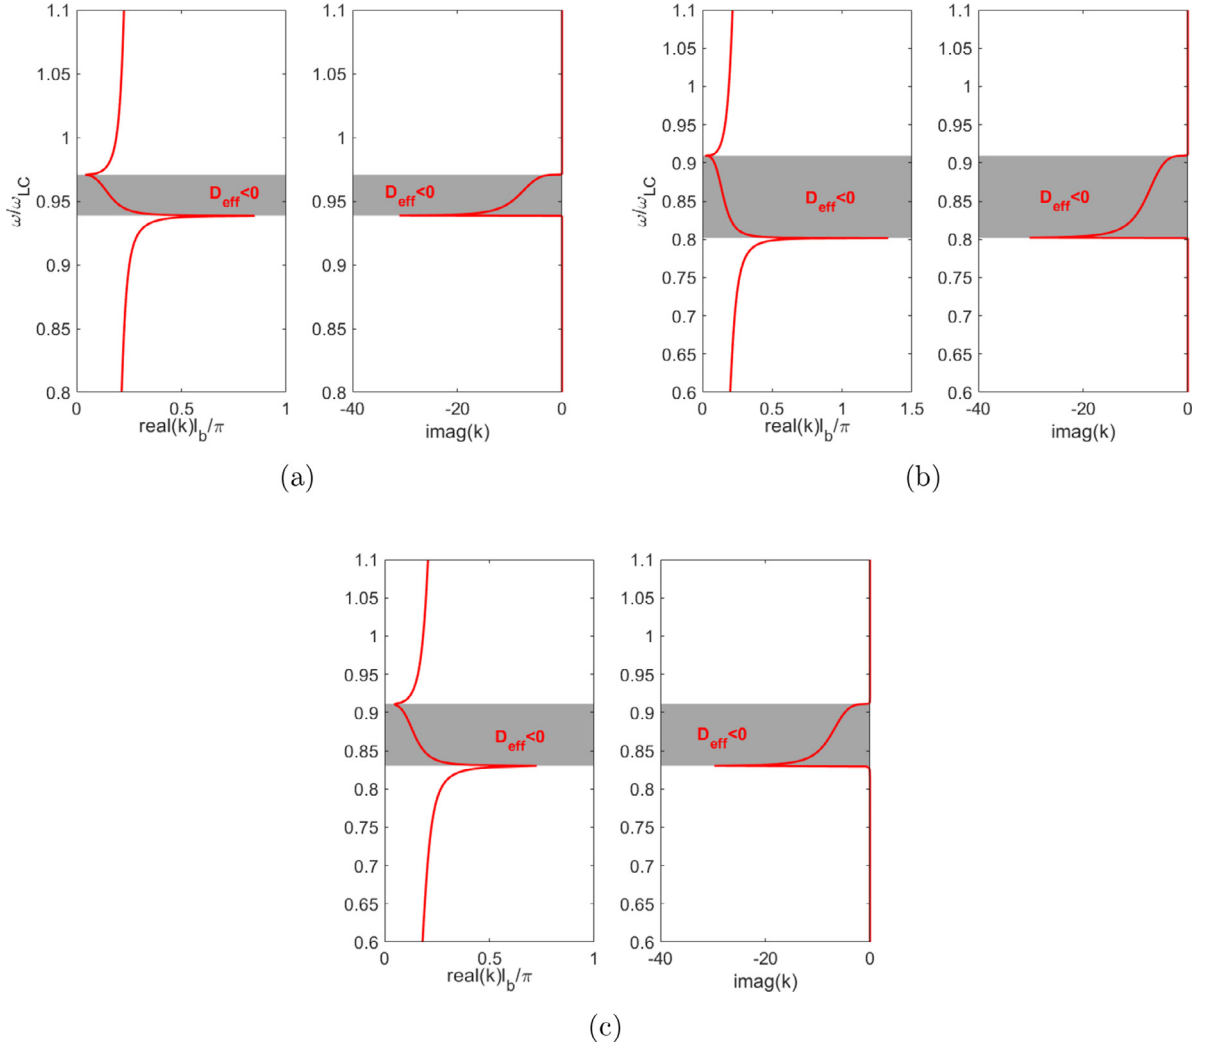 1.1
1.05
1
0.95
0.9
0.85
0.8
ω/ω_LC
D_eff<0
0 0.5 1
real(k)l_b/π
1.1
1.05
1
0.95
0.9
0.85
0.8
D_eff<0
-40 -20 0
imag(k)
(a)
1.1
1.05
1
0.95
0.9
0.85
0.8
0.75
0.7
0.65
0.6
ω/ω_LC
D_eff<0
0 0.5 1 1.5
real(k)l_b/π
1.1
1.05
1
0.95
0.9
0.85
0.8
0.75
0.7
0.65
0.6
D_eff<0
-40 -20 0
imag(k)
(b)
1.1
1.05
1
0.95
0.9
0.85
0.8
0.75
0.7
0.65
0.6
D_eff<0
0 0.5 1
real(k)l_b/π
1.1
1.05
1
0.95
0.9
0.85
0.8
0.75
0.7
0.65
0.6
D_eff<0
-40 -20 0
imag(k)
(c)